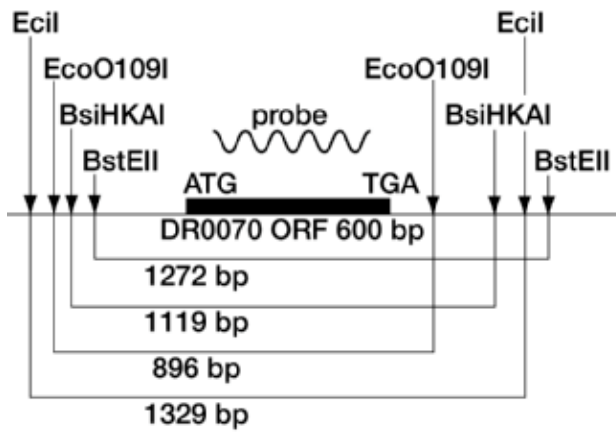 EciI EciI
EcoO109I EcoO109I
BsiHKAI probe BsiHKAI
BstEII BstEII
ATG TGA
DR0070 ORF 600 bp
1272 bp
1119 bp
896 bp
1329 bp